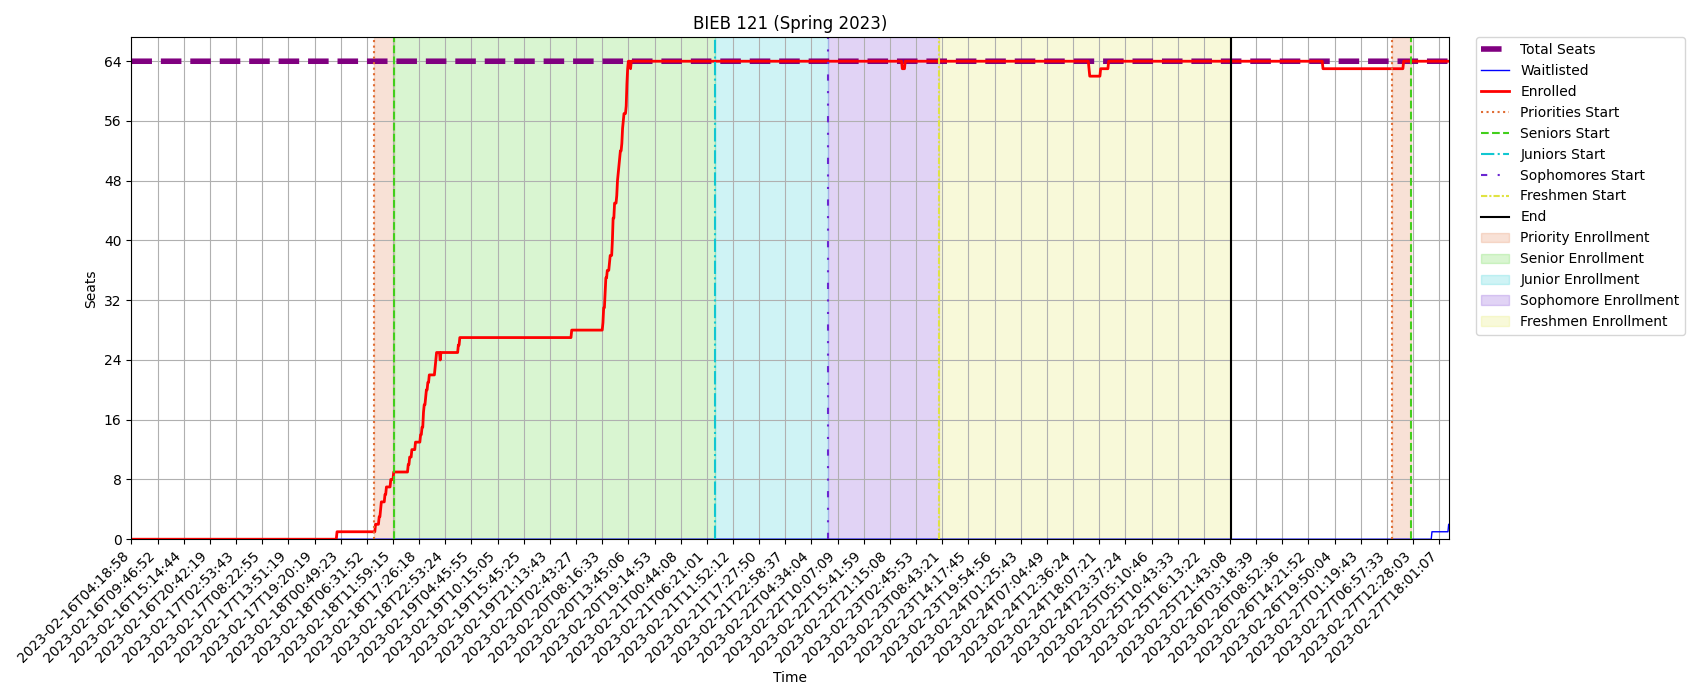 BIEB 121 (Spring 2023)
Seats
64
56
48
40
32
24
16
8
0
2023-02-16T04:18:58
2023-02-16T09:46:52
2023-02-16T15:14:44
2023-02-16T20:42:19
2023-02-17T02:53:43
2023-02-17T08:22:55
2023-02-17T13:51:19
2023-02-17T19:20:19
2023-02-18T00:49:23
2023-02-18T06:31:52
2023-02-18T11:59:15
2023-02-18T17:26:18
2023-02-18T22:53:24
2023-02-19T04:45:55
2023-02-19T10:15:05
2023-02-19T15:45:25
2023-02-19T21:13:43
2023-02-20T02:43:27
2023-02-20T08:16:33
2023-02-20T13:45:06
2023-02-20T19:14:53
2023-02-21T00:44:08
2023-02-21T06:21:01
2023-02-21T11:52:12
2023-02-21T17:27:50
2023-02-21T22:58:37
2023-02-22T04:34:04
2023-02-22T10:07:09
2023-02-22T15:41:59
2023-02-22T21:15:08
2023-02-23T02:45:53
2023-02-23T08:43:21
2023-02-23T14:17:45
2023-02-23T19:54:56
2023-02-24T01:25:43
2023-02-24T07:04:49
2023-02-24T12:36:24
2023-02-24T18:07:21
2023-02-24T23:37:24
2023-02-25T05:10:46
2023-02-25T10:43:33
2023-02-25T16:13:22
2023-02-25T21:43:08
2023-02-26T03:18:39
2023-02-26T08:52:36
2023-02-26T14:21:52
2023-02-26T19:50:04
2023-02-27T01:19:43
2023-02-27T06:57:33
2023-02-27T12:28:03
2023-02-27T18:01:07
Time
Total Seats
Waitlisted
Enrolled
Priorities Start
Seniors Start
Juniors Start
Sophomores Start
Freshmen Start
End
Priority Enrollment
Senior Enrollment
Junior Enrollment
Sophomore Enrollment
Freshmen Enrollment